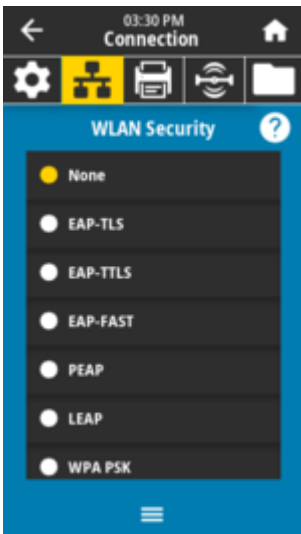 03:30 PM
Connection
WLAN Security
?
None
EAP-TLS
EAP-TTLS
EAP-FAST
PEAP
LEAP
WPA PSK